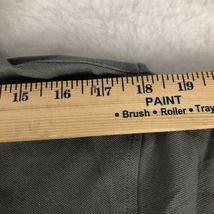 15 16 17 18 19
PAINT
• Brush • Roller • Tray